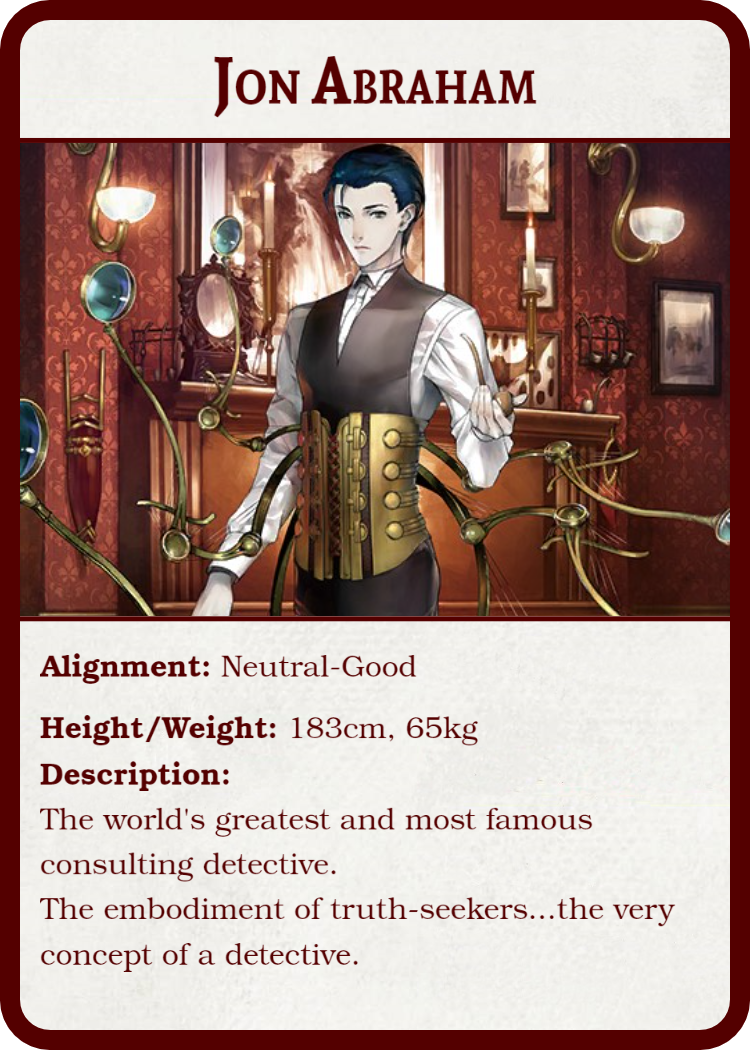 Jon Abraham
Alignment: Neutral-Good
Height/Weight: 183cm, 65kg
Description:
The world's greatest and most famous
consulting detective.
The embodiment of truth-seekers...the very
concept of a detective.